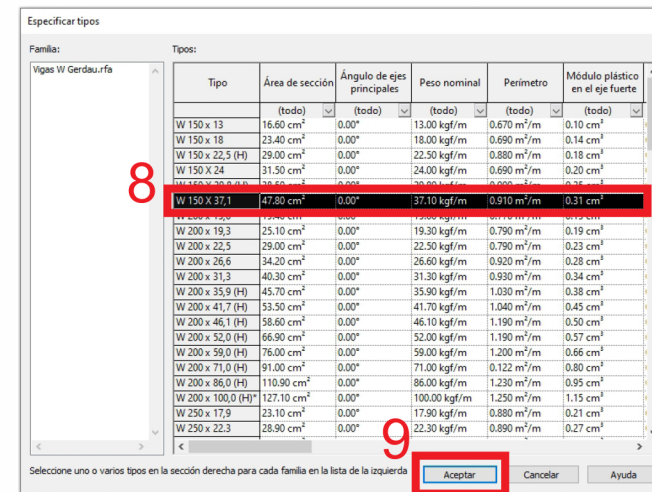 Especificar tipos
Familia: Tipos:
Vigas W Gerdau.rfa
Tipo Área de sección Ángulo de ejes principales Peso nominal Perímetro Módulo plástico en el eje fuerte
(todo) (todo) (todo) (todo) (todo)
W 150 x 13 16.60 cm² 0.00° 13.00 kgf/m 0.670 m²/m 0.10 cm³
W 150 x 18 23.40 cm² 0.00° 18.00 kgf/m 0.690 m²/m 0.14 cm³
W 150 x 22,5 (H) 29.00 cm² 0.00° 22.50 kgf/m 0.880 m²/m 0.18 cm³
W 150 X 24 31.50 cm² 0.00° 24.00 kgf/m 0.690 m²/m 0.20 cm³
8
W 150 X 37,1 47.80 cm² 0.00° 37.10 kgf/m 0.910 m²/m 0.31 cm³
W 200 x 19,3 25.10 cm² 0.00° 19.30 kgf/m 0.790 m²/m 0.19 cm³
W 200 x 22,5 29.00 cm² 0.00° 22.50 kgf/m 0.790 m²/m 0.23 cm³
W 200 x 26,6 34.20 cm² 0.00° 26.60 kgf/m 0.920 m²/m 0.28 cm³
W 200 x 31,3 40.30 cm² 0.00° 31.30 kgf/m 0.930 m²/m 0.34 cm³
W 200 x 35,9 (H) 45.70 cm² 0.00° 35.90 kgf/m 1.030 m²/m 0.38 cm³
W 200 x 41,7 (H) 53.50 cm² 0.00° 41.70 kgf/m 1.040 m²/m 0.45 cm³
W 200 x 46,1 (H) 58.60 cm² 0.00° 46.10 kgf/m 1.190 m²/m 0.50 cm³
W 200 x 52,0 (H) 66.90 cm² 0.00° 52.00 kgf/m 1.190 m²/m 0.57 cm³
W 200 x 59,0 (H) 76.00 cm² 0.00° 59.00 kgf/m 1.200 m²/m 0.66 cm³
W 200 x 71,0 (H) 91.00 cm² 0.00° 71.00 kgf/m 0.122 m²/m 0.80 cm³
W 200 x 86,0 (H) 110.90 cm² 0.00° 86.00 kgf/m 1.230 m²/m 0.95 cm³
W 200 x 100,0 (H)* 127.10 cm² 0.00° 100.00 kgf/m 1.250 m²/m 1.15 cm³
W 250 x 17,9 23.10 cm² 0.00° 17.90 kgf/m 0.880 m²/m 0.21 cm³
W 250 x 22.3 28.90 cm² 0.00° 22.30 kgf/m 0.890 m²/m 0.27 cm³
9
Seleccione uno o varios tipos en la sección derecha para cada familia en la lista de la izquierda
Aceptar Cancelar Ayuda